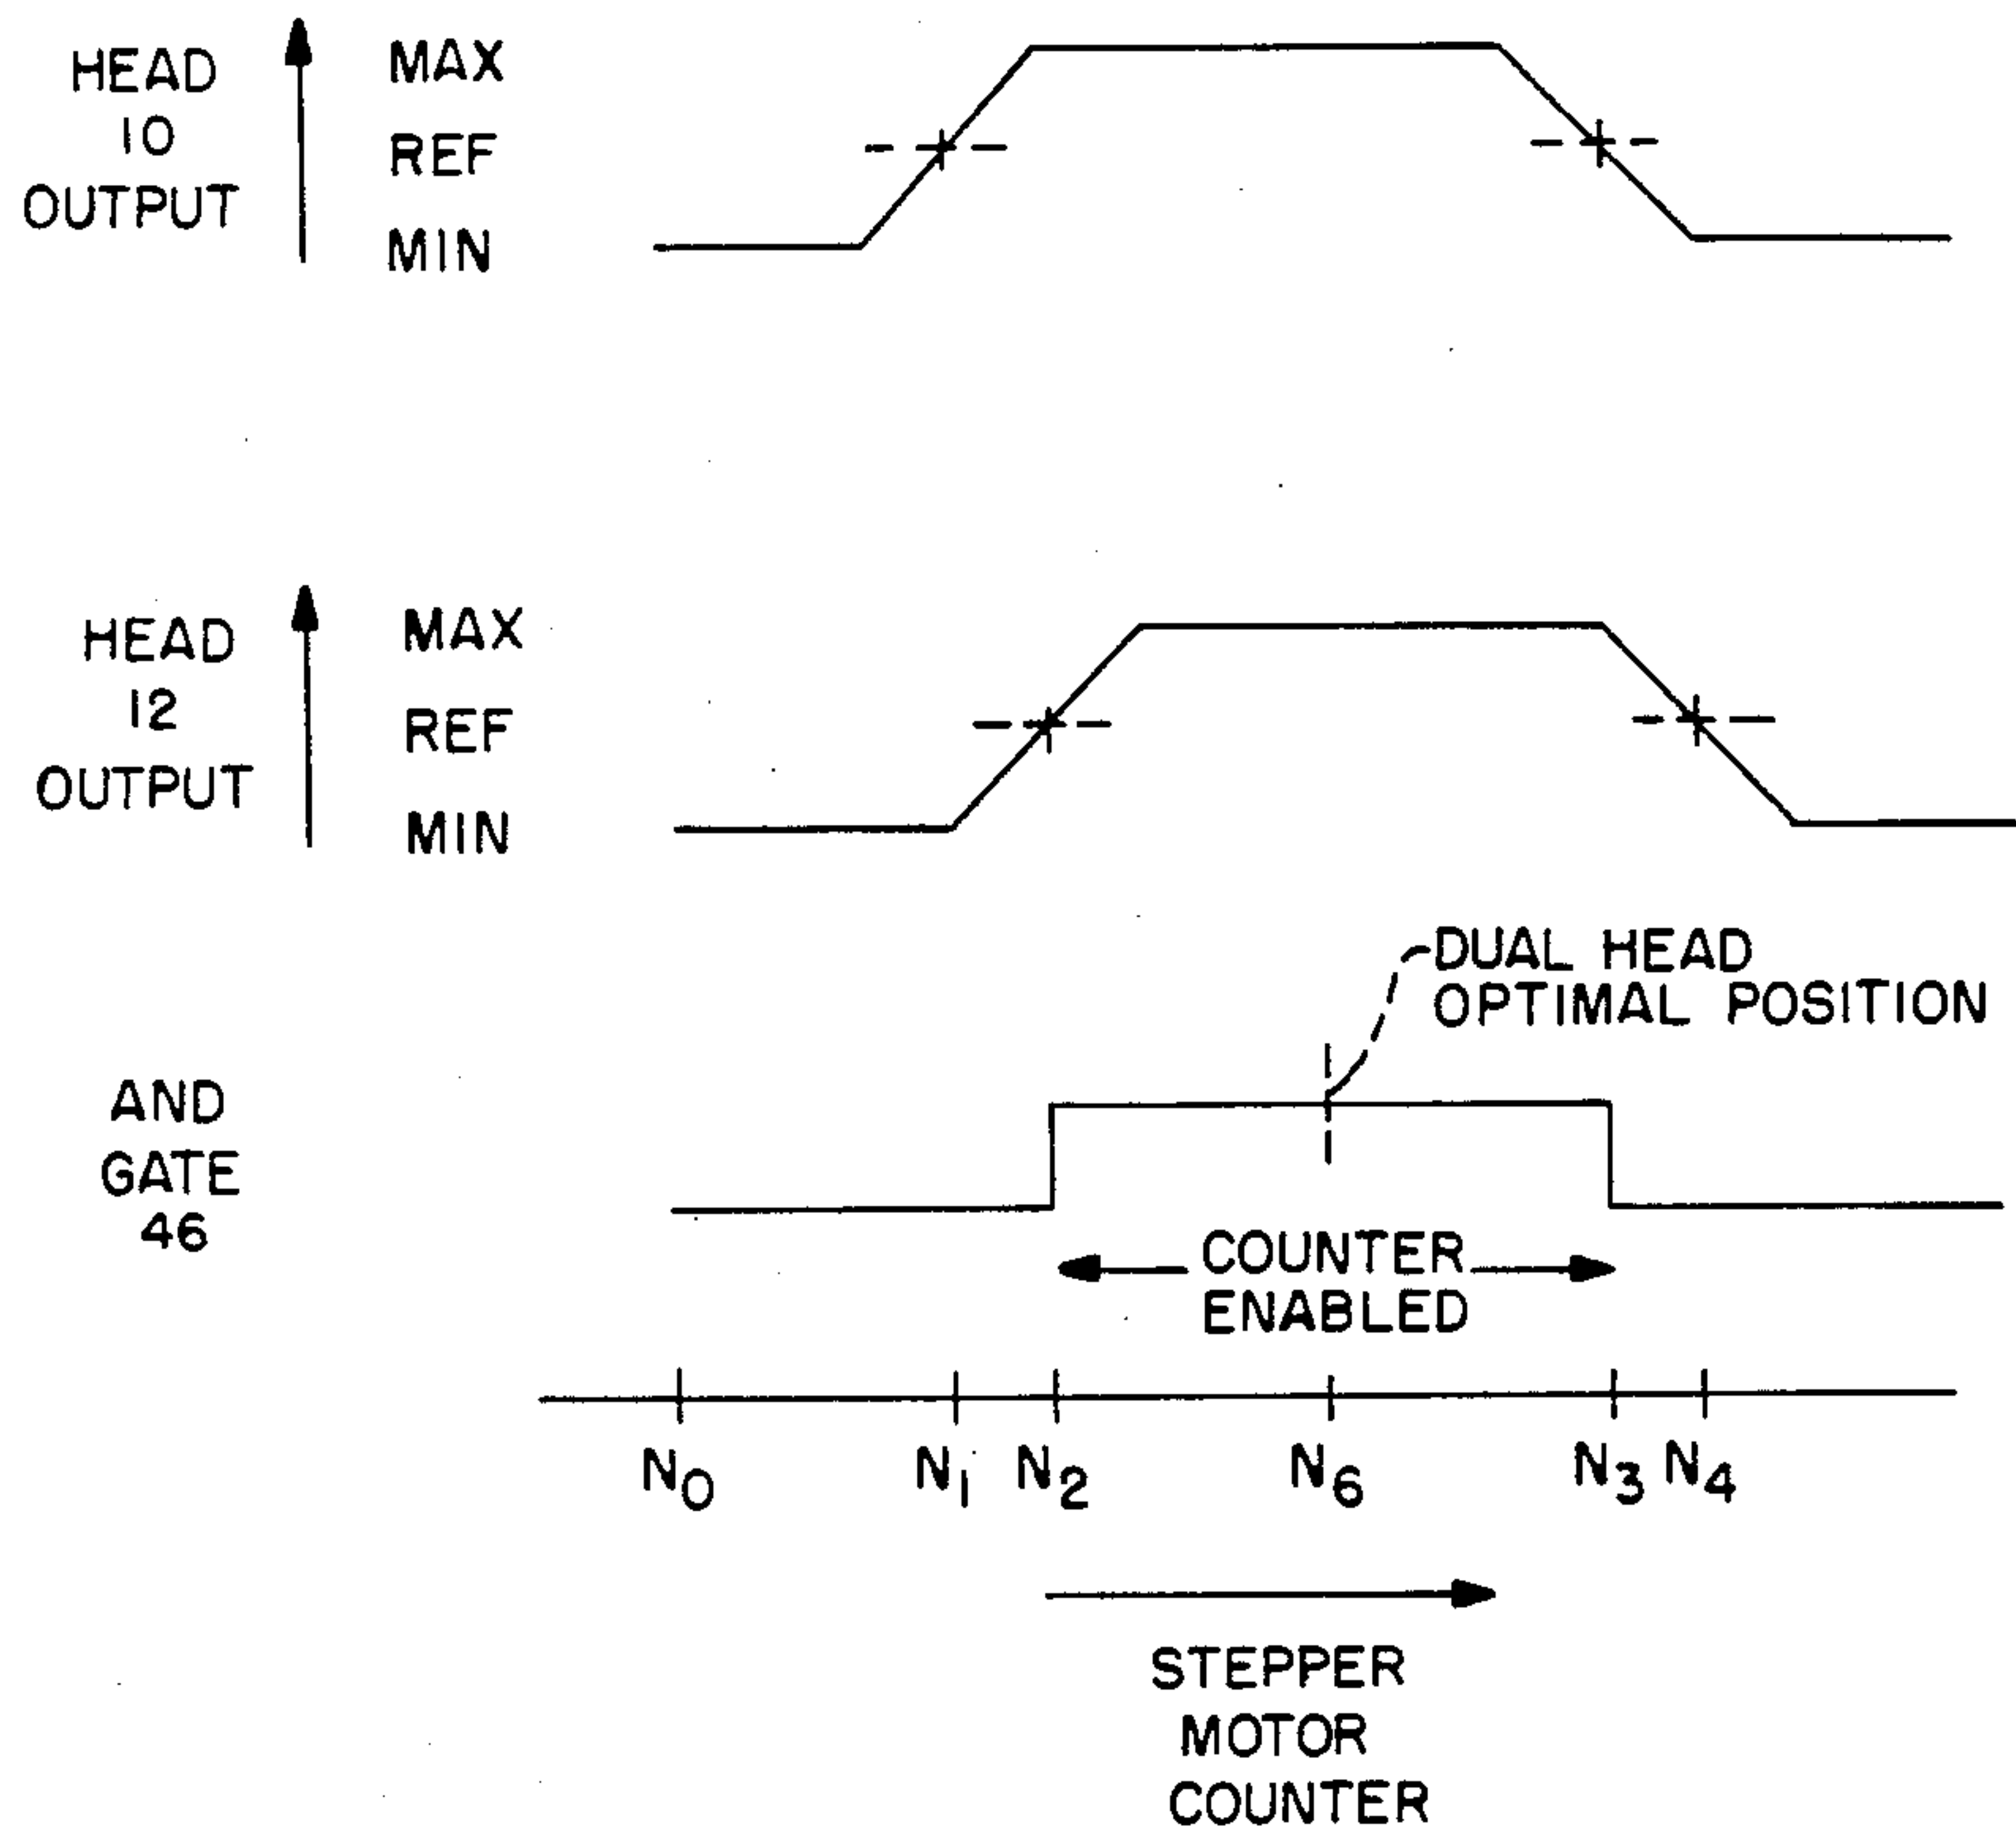 HEAD
10
OUTPUT
MAX
REF
MIN
HEAD
12
OUTPUT
MAX
REF
MIN
DUAL HEAD
OPTIMAL POSITION
AND
GATE
46
COUNTER
ENABLED
N0 N1 N2 N6 N3 N4
STEPPER
MOTOR
COUNTER